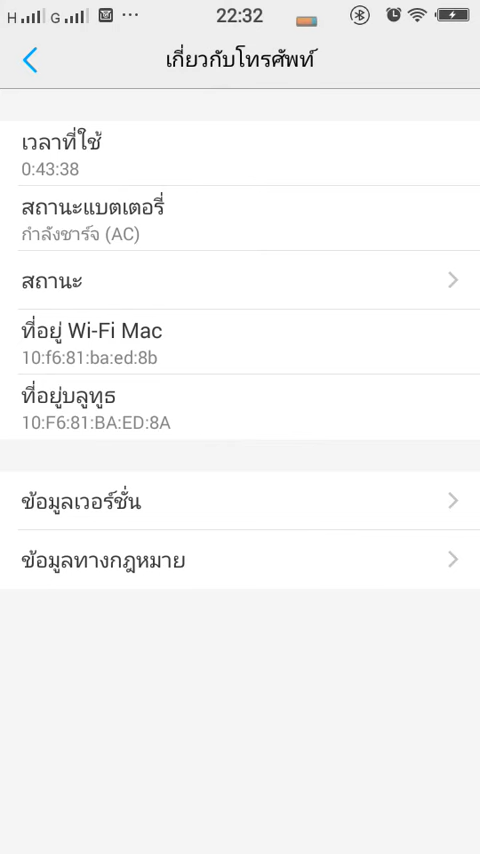 H G ... 22:32
เกี่ยวกับโทรศัพท์
เวลาที่ใช้
0:43:38
สถานะแบตเตอรี่
กำลังชาร์จ (AC)
สถานะ
ที่อยู่ Wi-Fi Mac
10:f6:81:ba:ed:8b
ที่อยู่บลูทูธ
10:F6:81:BA:ED:8A
ข้อมูลเวอร์ชั่น
ข้อมูลทางกฎหมาย